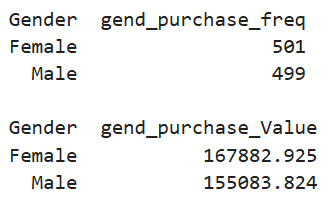 Gender gend_purchase_freq
Female 501
Male 499
Gender gend_purchase_Value
Female 167882.925
Male 155083.824